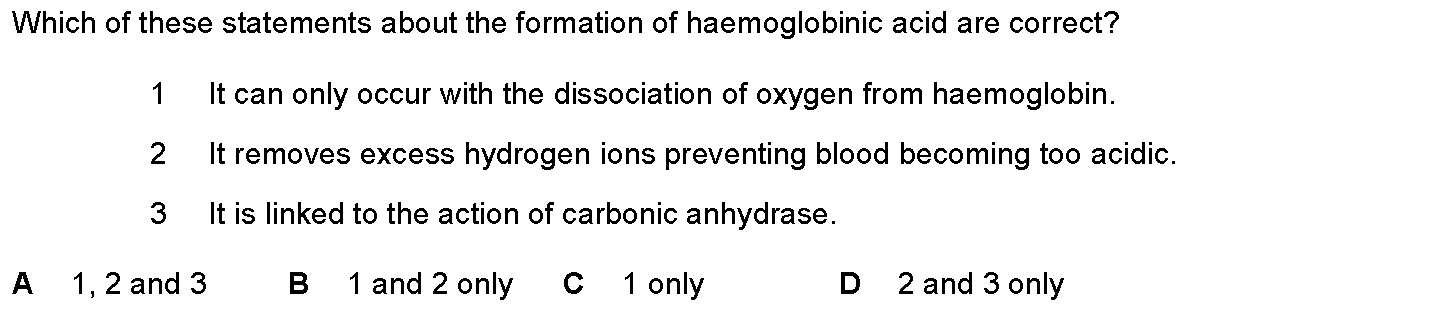 Which of these statements about the formation of haemoglobinic acid are correct?
1 It can only occur with the dissociation of oxygen from haemoglobin.
2 It removes excess hydrogen ions preventing blood becoming too acidic.
3 It is linked to the action of carbonic anhydrase.
A 1, 2 and 3 B 1 and 2 only C 1 only D 2 and 3 only